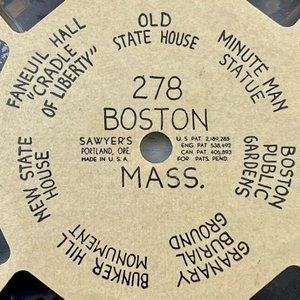 OLD
STATE HOUSE
MINUTE MAN
STATUE
BOSTON
PUBLIC
GARDENS
GRANARY
BURIAL
GROUND
BUNKER HILL
MONUMENT
NEW STATE
HOUSE
FANEUIL HALL
"CRADLE
OF LIBERTY"
278
BOSTON
SAWYER'S
PORTLAND, ORE.
MADE IN U.S.A.
U S PAT. 2,189,285
ENG. PAT 538,492
CAN PAT 406,893
FOR. PATS. PEND.
MASS.